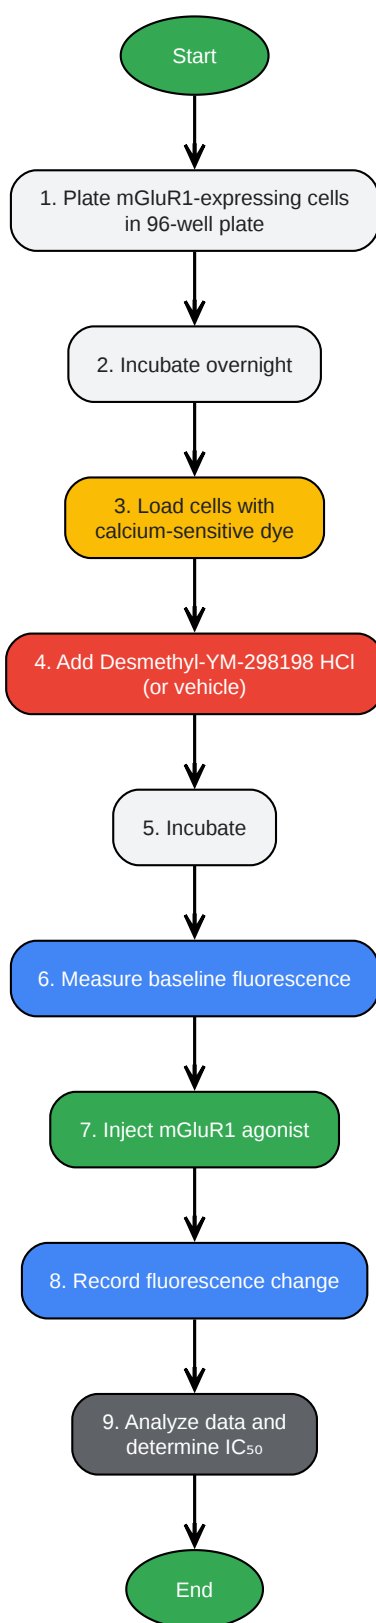 Start
1. Plate mGluR1-expressing cells
in 96-well plate
2. Incubate overnight
3. Load cells with
calcium-sensitive dye
4. Add Desmethyl-YM-298198 HCl
(or vehicle)
5. Incubate
6. Measure baseline fluorescence
7. Inject mGluR1 agonist
8. Record fluorescence change
9. Analyze data and
determine IC₅₀
End